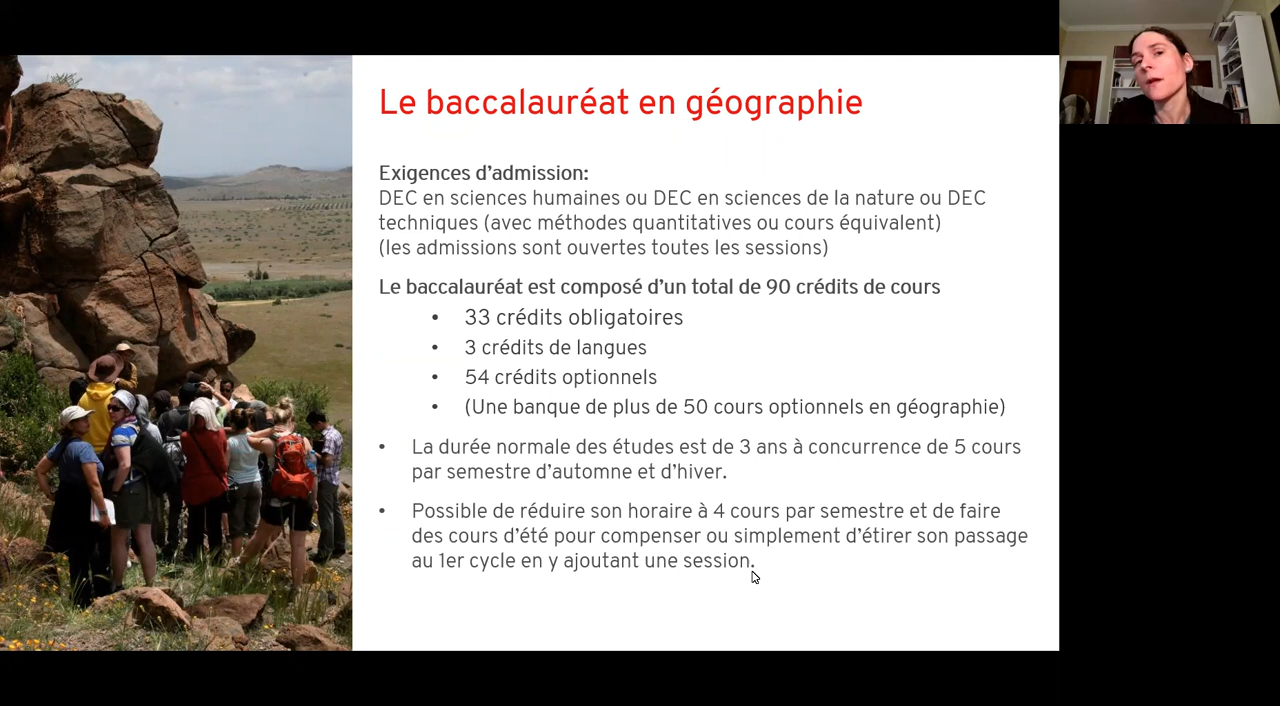 Le baccalauréat en géographie
Exigences d'admission:
DEC en sciences humaines ou DEC en sciences de la nature ou DEC
techniques (avec méthodes quantitatives ou cours équivalent)
(les admissions sont ouvertes toutes les sessions)
Le baccalauréat est composé d'un total de 90 crédits de cours
• 33 crédits obligatoires
• 3 crédits de langues
• 54 crédits optionnels
• (Une banque de plus de 50 cours optionnels en géographie)
• La durée normale des études est de 3 ans à concurrence de 5 cours
par semestre d'automne et d'hiver.
• Possible de réduire son horaire à 4 cours par semestre et de faire
des cours d'été pour compenser ou simplement d'étirer son passage
au 1er cycle en y ajoutant une session.